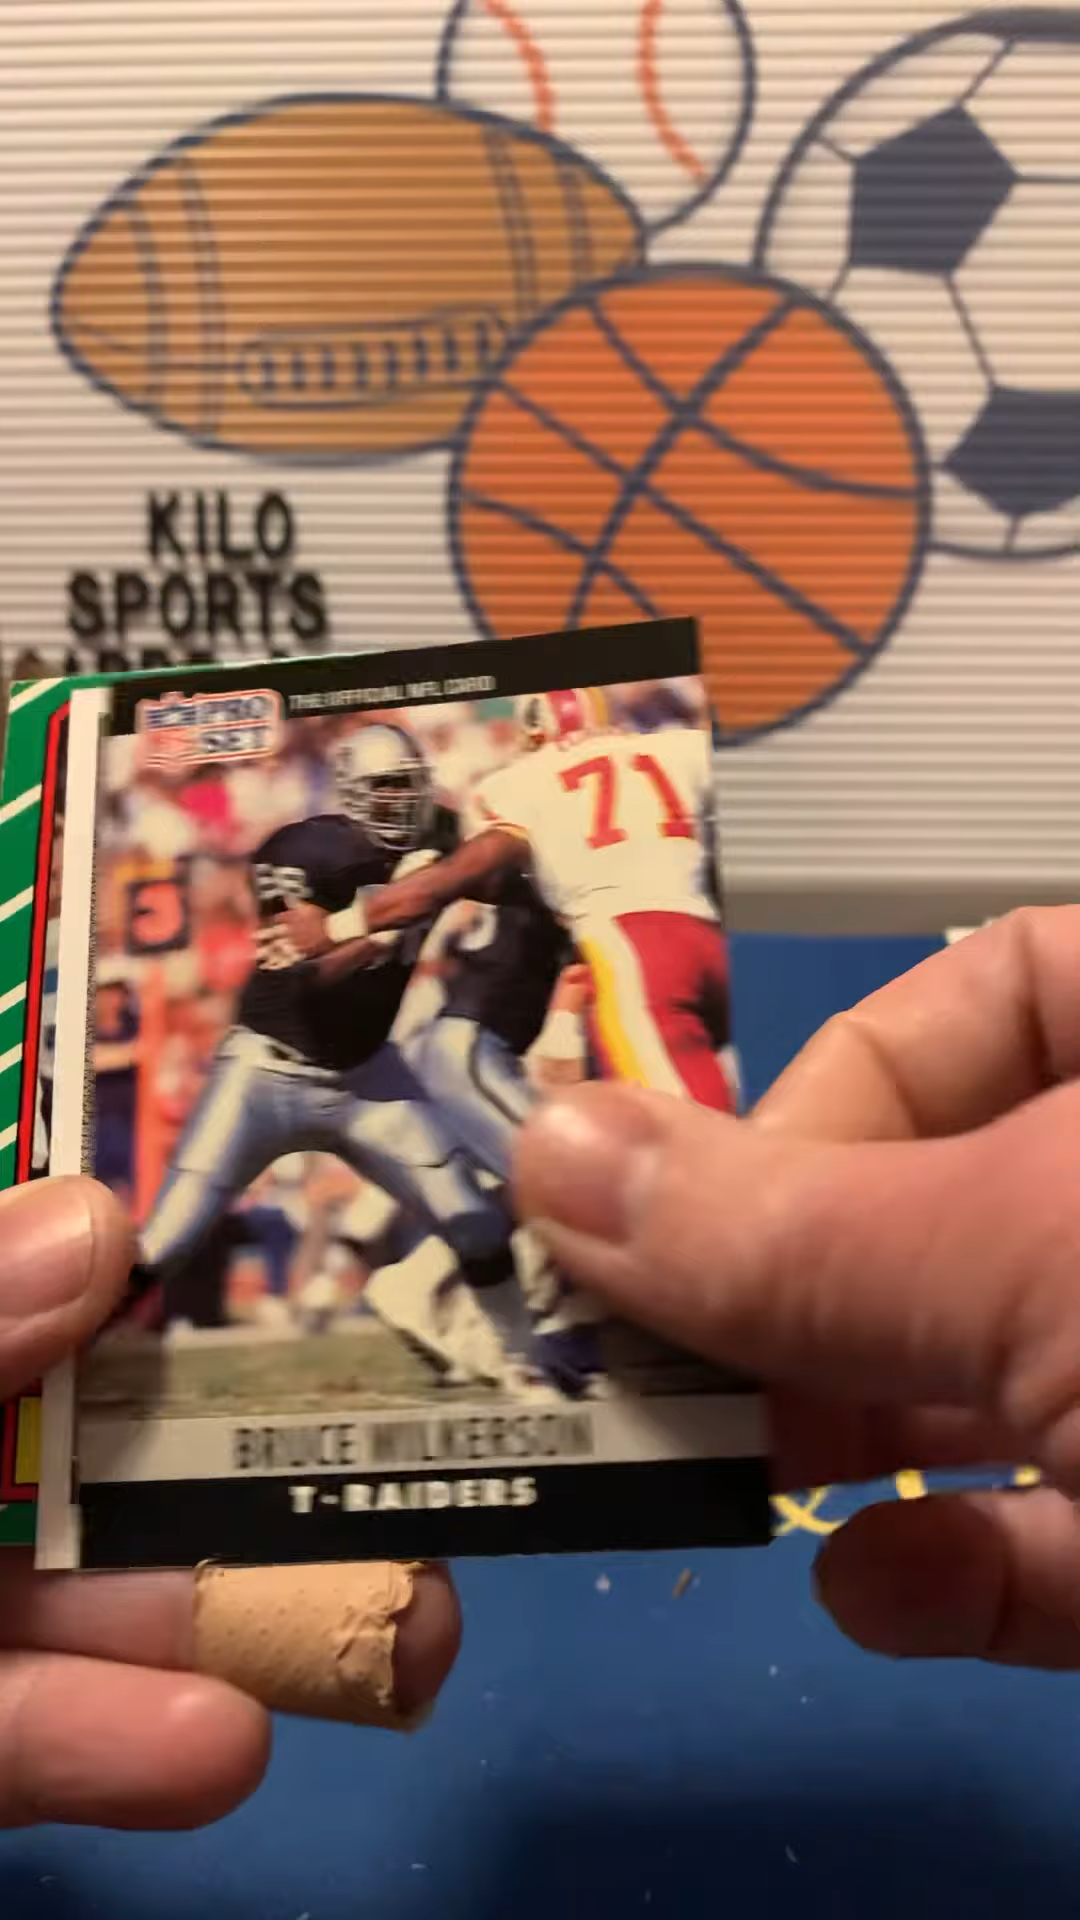 KILO
SPORTS
THE OFFICIAL NFL CARD
PRO
SET
71
BRUCE WILKERSON
T-RAIDERS